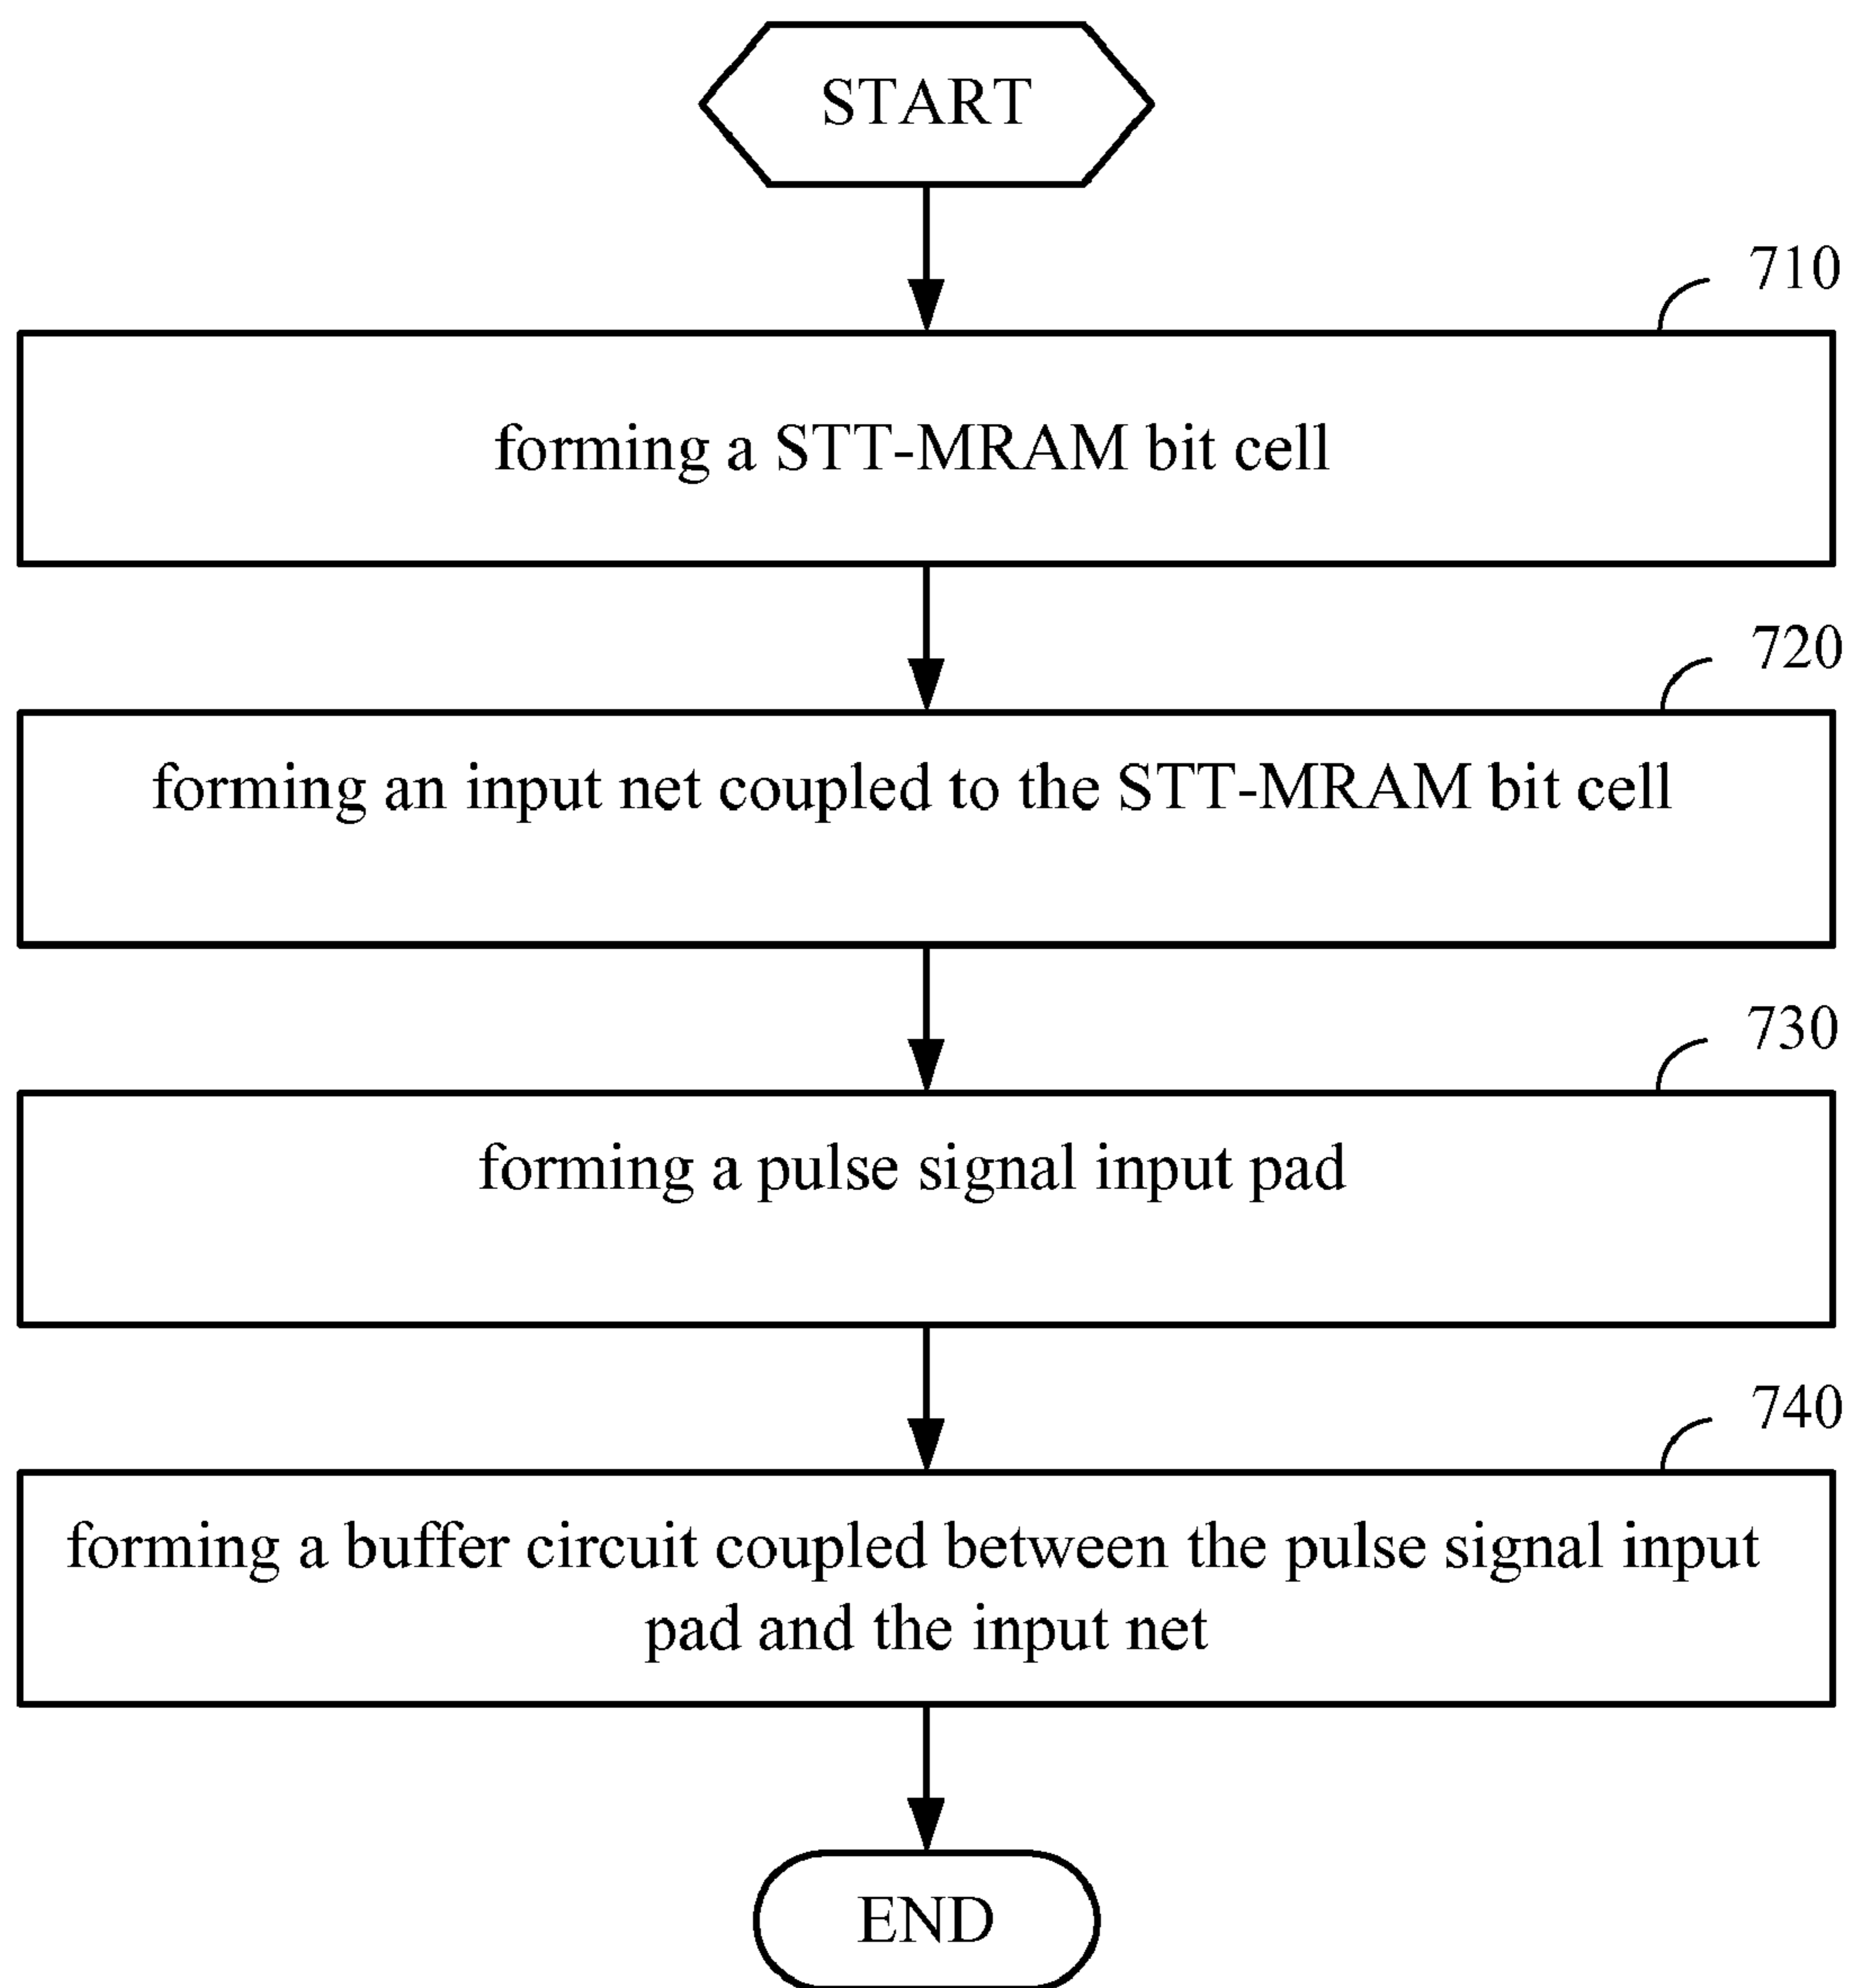 START
710
forming a STT-MRAM bit cell
720
forming an input net coupled to the STT-MRAM bit cell
730
forming a pulse signal input pad
740
forming a buffer circuit coupled between the pulse signal input
pad and the input net
END